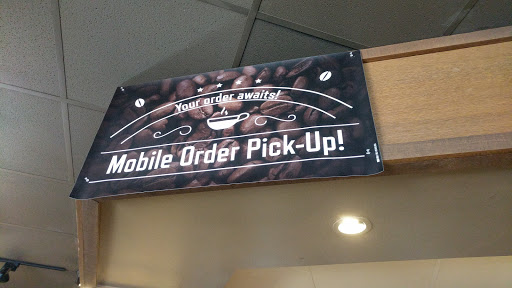 Your order awaits!
Mobile Order Pick-Up!